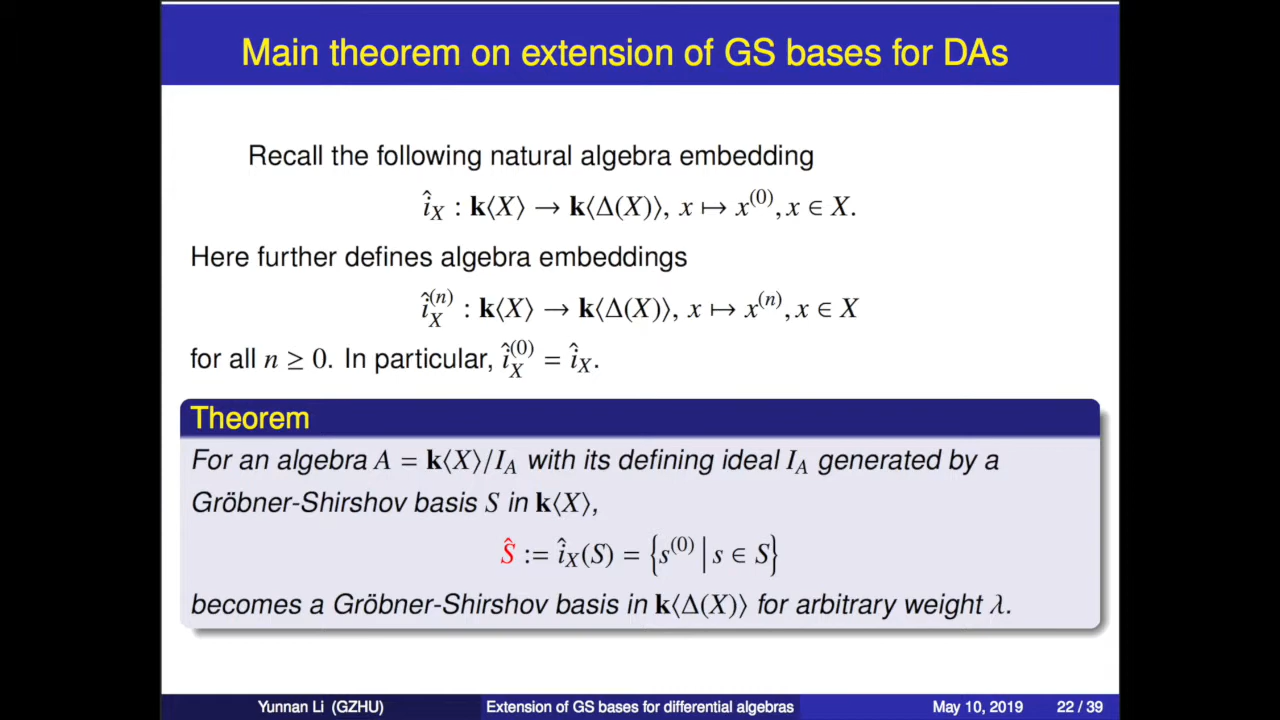 Main theorem on extension of GS bases for DAs
Recall the following natural algebra embedding
î_X : k⟨X⟩ → k⟨Δ(X)⟩, x ↦ x^(0), x ∈ X.
Here further defines algebra embeddings
î_X^(n) : k⟨X⟩ → k⟨Δ(X)⟩, x ↦ x^(n), x ∈ X
for all n ≥ 0. In particular, î_X^(0) = î_X.
Theorem
For an algebra A = k⟨X⟩/I_A with its defining ideal I_A generated by a
Gröbner-Shirshov basis S in k⟨X⟩,
Ŝ := î_X(S) = {s^(0) | s ∈ S}
becomes a Gröbner-Shirshov basis in k⟨Δ(X)⟩ for arbitrary weight λ.
Yunnan Li (GZHU) Extension of GS bases for differential algebras May 10, 2019 22 / 39